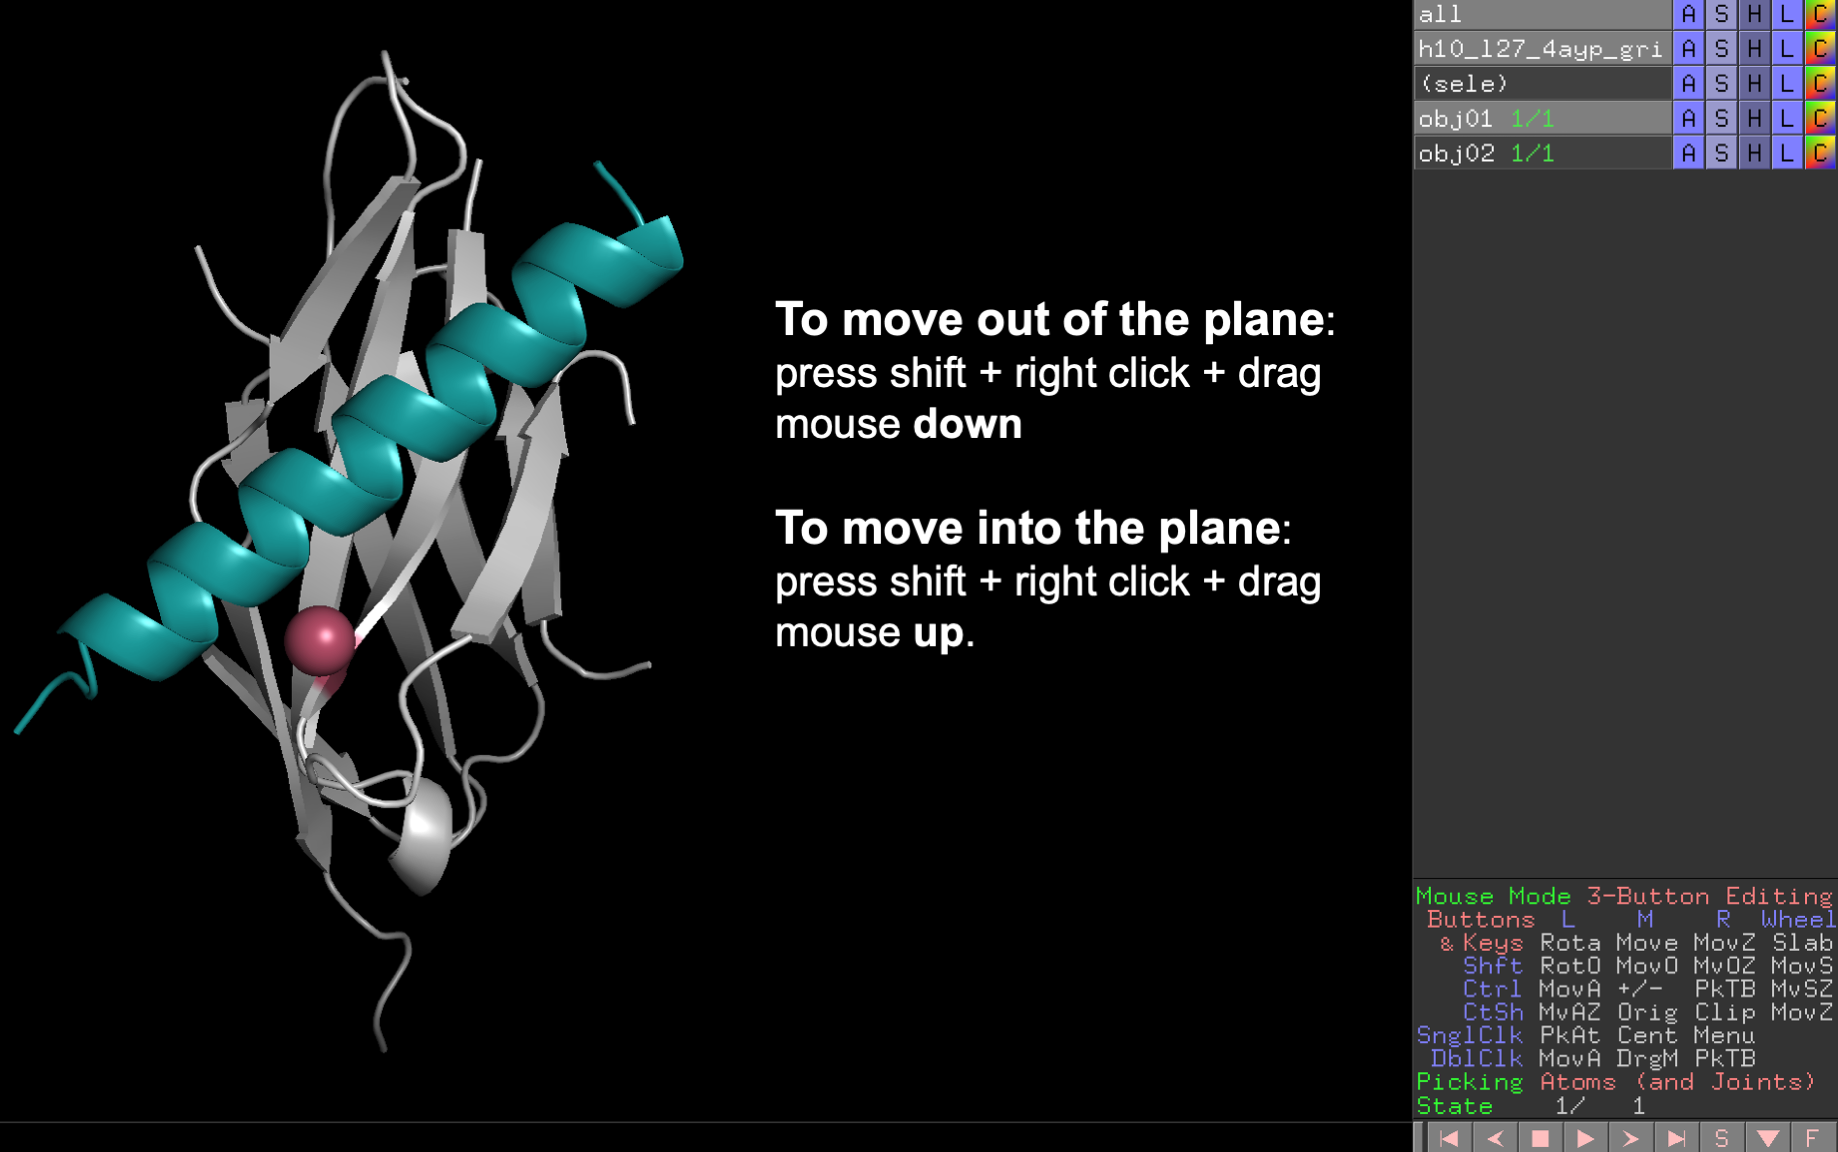 all A S H L C
h10_l27_4ayp_gri A S H L C
(sele) A S H L C
obj01 1/1 A S H L C
obj02 1/1 A S H L C
To move out of the plane:
press shift + right click + drag
mouse down
To move into the plane:
press shift + right click + drag
mouse up.
Mouse Mode 3-Button Editing
Buttons L M R Wheel
& Keys Rota Move MovZ Slab
Shft RotO MovO MvOZ MovS
Ctrl MovA +/- PkTB MvSZ
CtSh MvAZ Orig Clip MovZ
SnglClk PkAt Cent Menu
DblClk MovA DrgM PkTB
Picking Atoms (and Joints)
State 1/ 1
S F